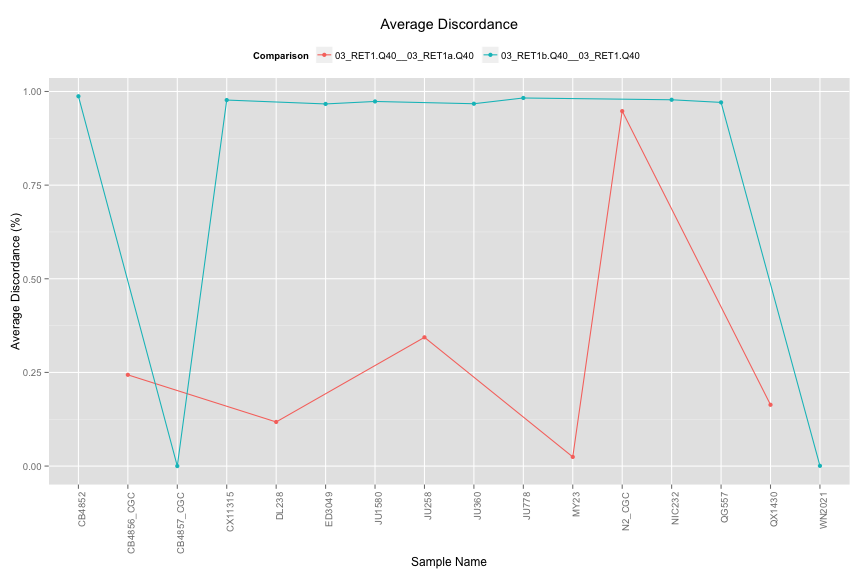 Average Discordance
Comparison 03_RET1.Q40__03_RET1a.Q40 03_RET1b.Q40__03_RET1.Q40
Average Discordance (%)
1.00
0.75
0.50
0.25
0.00
CB4852
CB4856_CGC
CB4857_CGC
CX11315
DL238
ED3049
JU1580
JU258
JU360
JU778
MY23
N2_CGC
NIC232
QG557
QX1430
WN2021
Sample Name